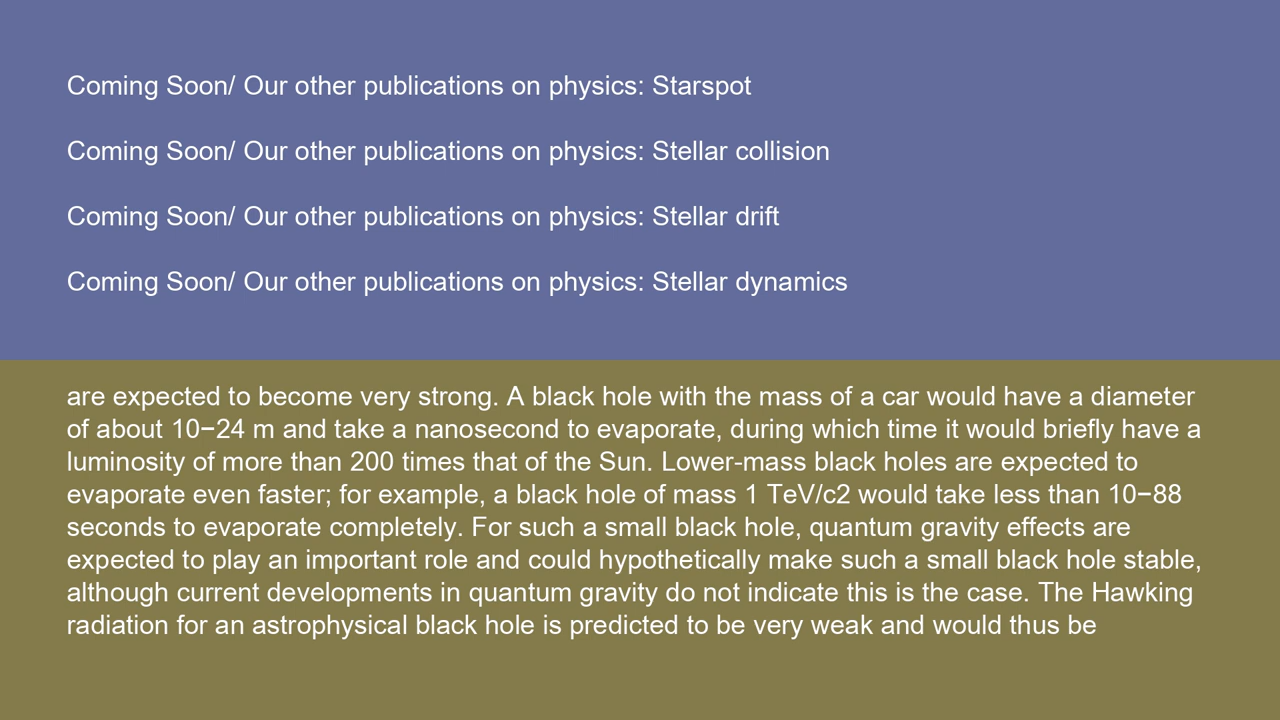 Coming Soon/ Our other publications on physics: Starspot
Coming Soon/ Our other publications on physics: Stellar collision
Coming Soon/ Our other publications on physics: Stellar drift
Coming Soon/ Our other publications on physics: Stellar dynamics
are expected to become very strong. A black hole with the mass of a car would have a diameter
of about 10−24 m and take a nanosecond to evaporate, during which time it would briefly have a
luminosity of more than 200 times that of the Sun. Lower-mass black holes are expected to
evaporate even faster; for example, a black hole of mass 1 TeV/c2 would take less than 10−88
seconds to evaporate completely. For such a small black hole, quantum gravity effects are
expected to play an important role and could hypothetically make such a small black hole stable,
although current developments in quantum gravity do not indicate this is the case. The Hawking
radiation for an astrophysical black hole is predicted to be very weak and would thus be